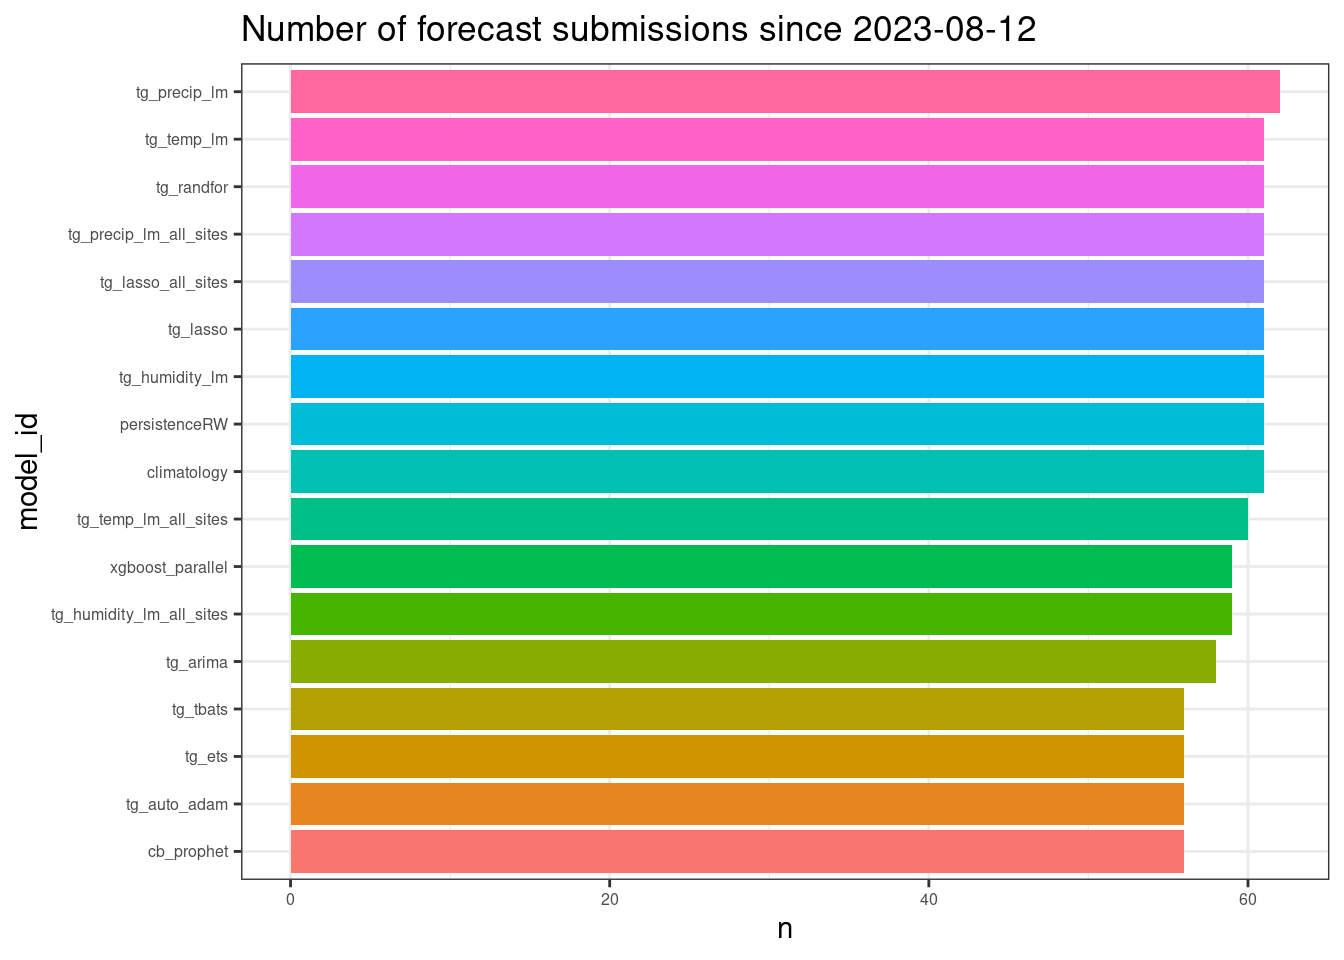 Number of forecast submissions since 2023-08-12
model_id
tg_precip_lm
tg_temp_lm
tg_randfor
tg_precip_lm_all_sites
tg_lasso_all_sites
tg_lasso
tg_humidity_lm
persistenceRW
climatology
tg_temp_lm_all_sites
xgboost_parallel
tg_humidity_lm_all_sites
tg_arima
tg_tbats
tg_ets
tg_auto_adam
cb_prophet
0 20 40 60
n